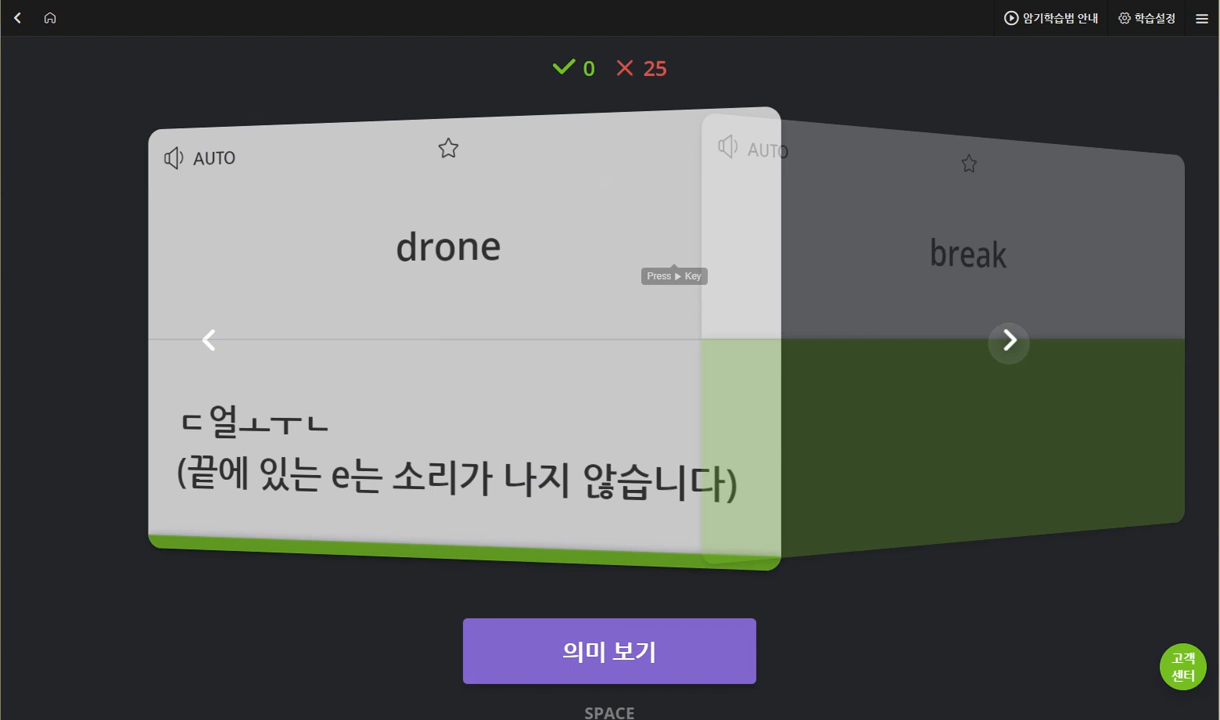 암기학습법 안내
학습설정
0
25
AUTO
drone
ㄷ얼ㅗㅜㄴ
(끝에 있는 e는 소리가 나지 않습니다)
AUTO
break
Press ▶ Key
의미 보기
SPACE
고객
센터